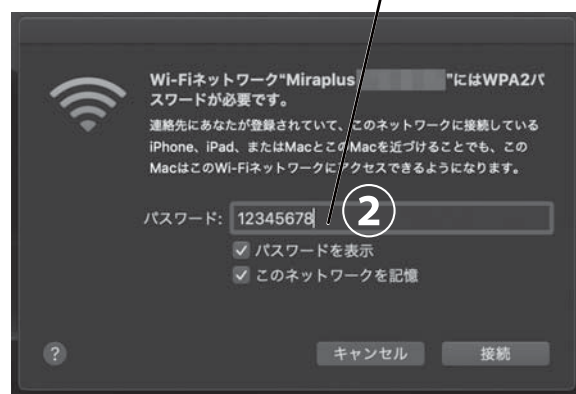 Wi-Fiネットワーク"Miraplus "にはWPA2パ
スワードが必要です。
連絡先にあなたが登録されていて、このネットワークに接続している
iPhone、iPad、またはMacとこのMacを近づけることでも、この
MacはこのWi-Fiネットワークにアクセスできるようになります。
パスワード: 12345678 ②
パスワードを表示
このネットワークを記憶
? キャンセル 接続